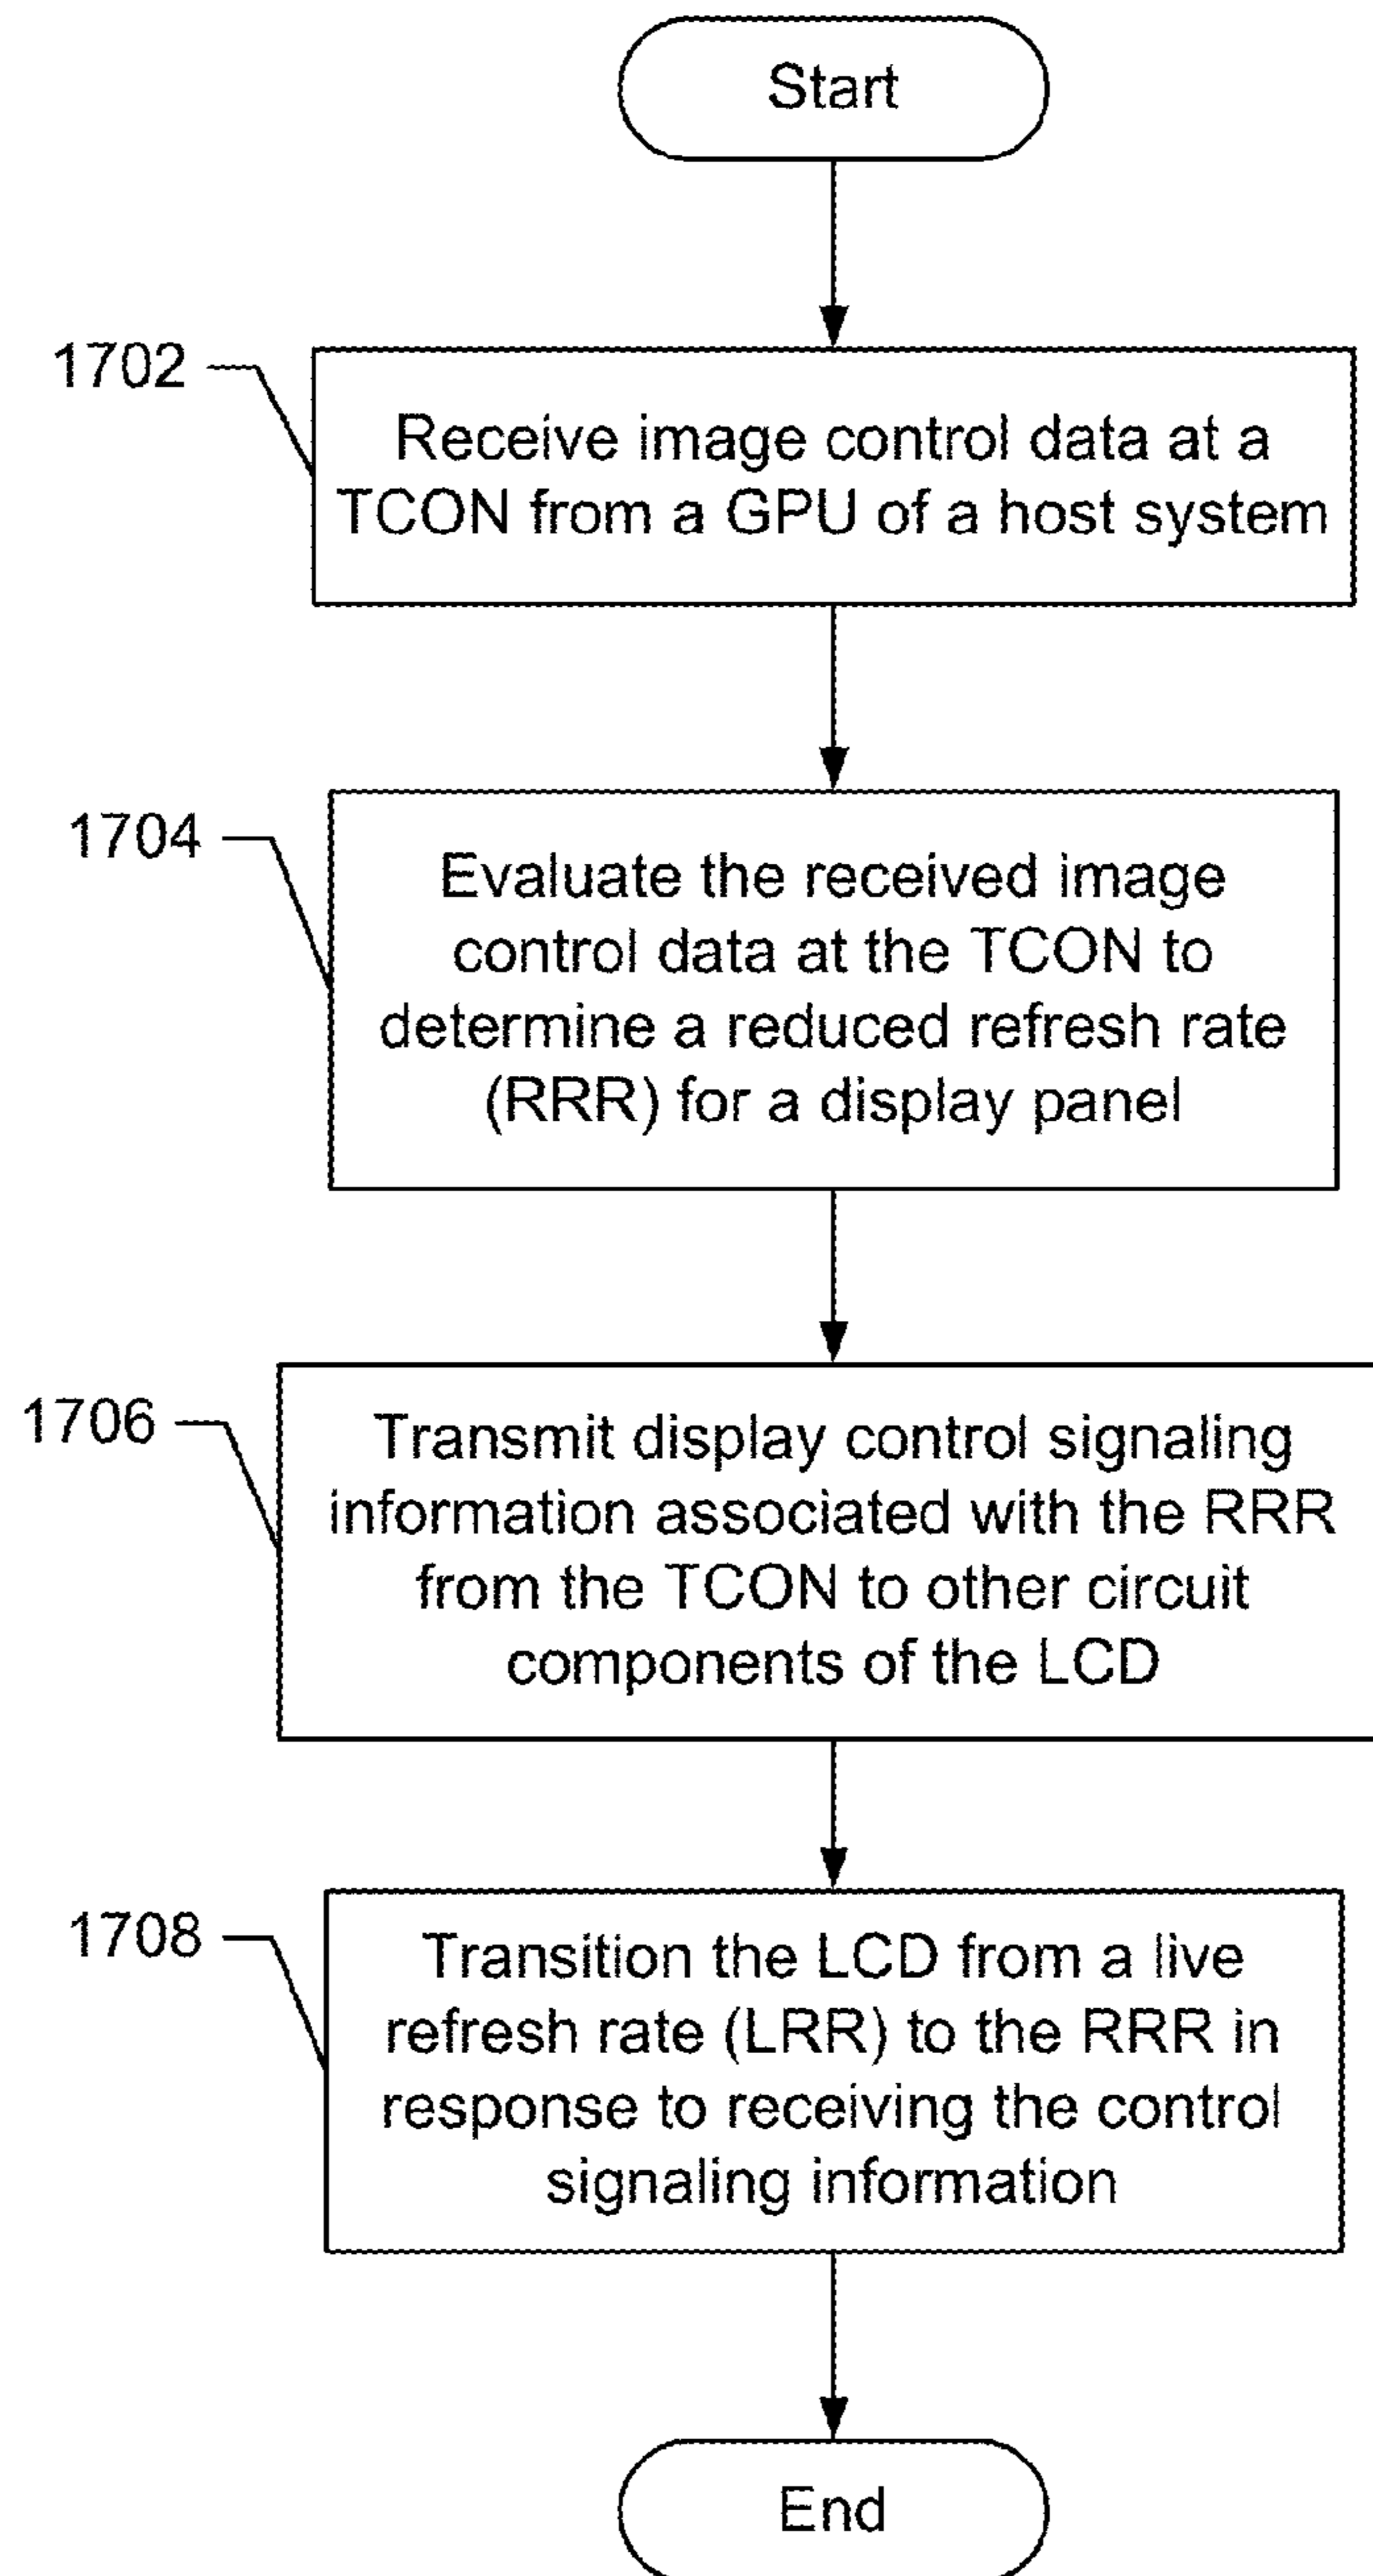 Start
1702
Receive image control data at a
TCON from a GPU of a host system
1704
Evaluate the received image
control data at the TCON to
determine a reduced refresh rate
(RRR) for a display panel
1706
Transmit display control signaling
information associated with the RRR
from the TCON to other circuit
components of the LCD
1708
Transition the LCD from a live
refresh rate (LRR) to the RRR in
response to receiving the control
signaling information
End